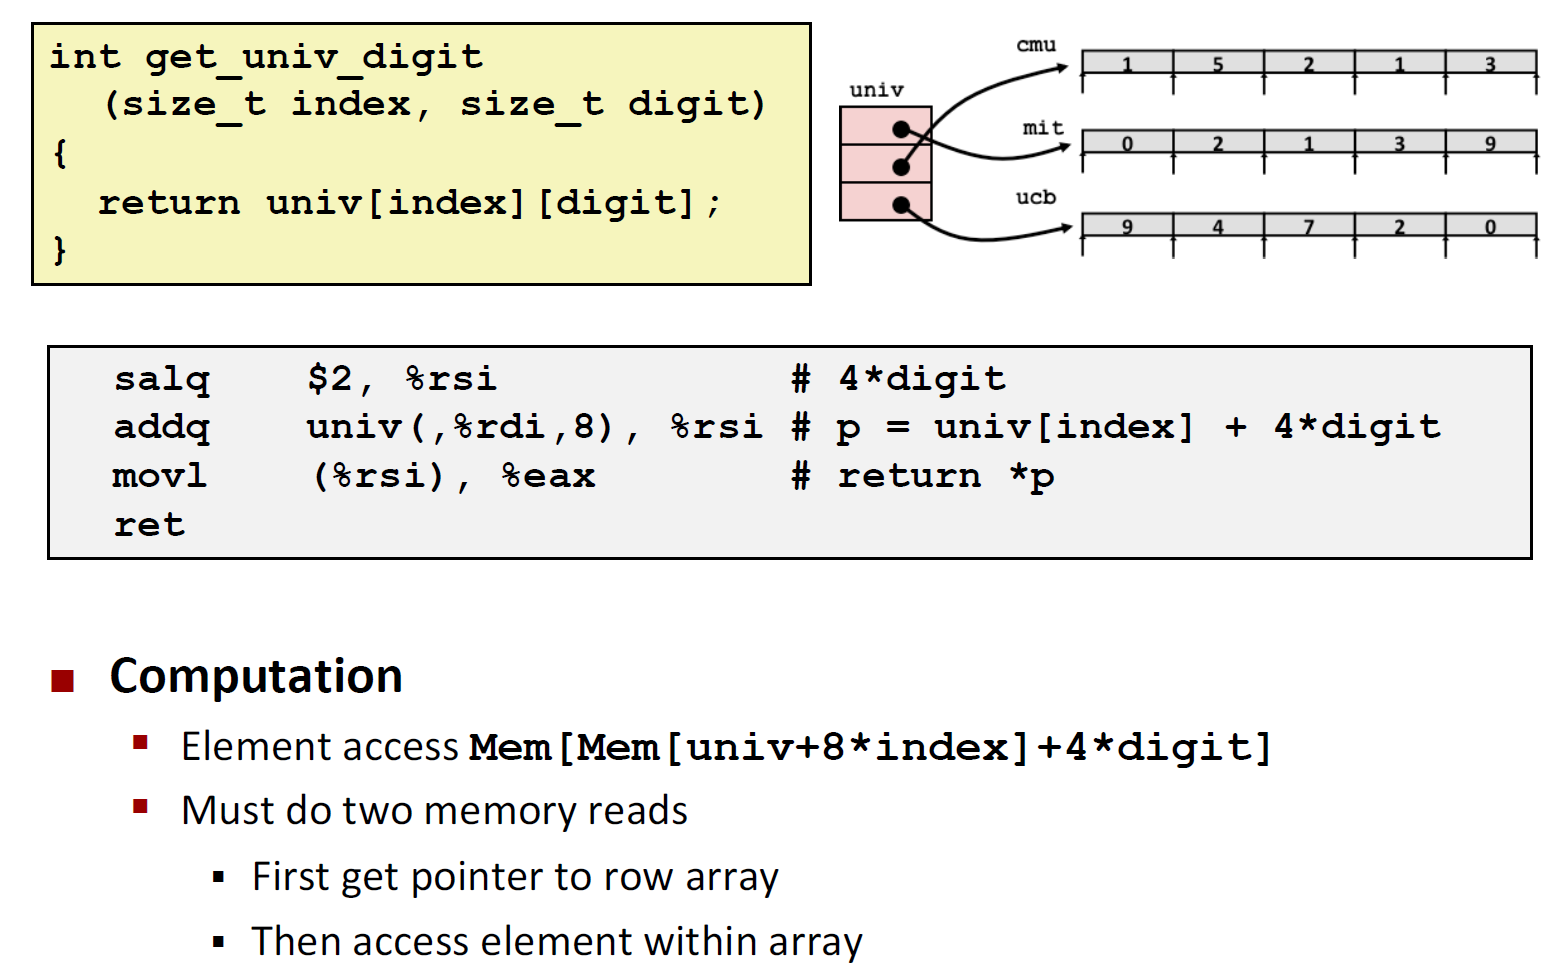 int get_univ_digit
(size_t index, size_t digit)
{
return univ[index][digit];
}
univ
cmu
1 5 2 1 3
mit
0 2 1 3 9
ucb
9 4 7 2 0
salq $2, %rsi # 4*digit
addq univ(,%rdi,8), %rsi # p = univ[index] + 4*digit
movl (%rsi), %eax # return *p
ret
Computation
Element access Mem[Mem[univ+8*index]+4*digit]
Must do two memory reads
First get pointer to row array
Then access element within array